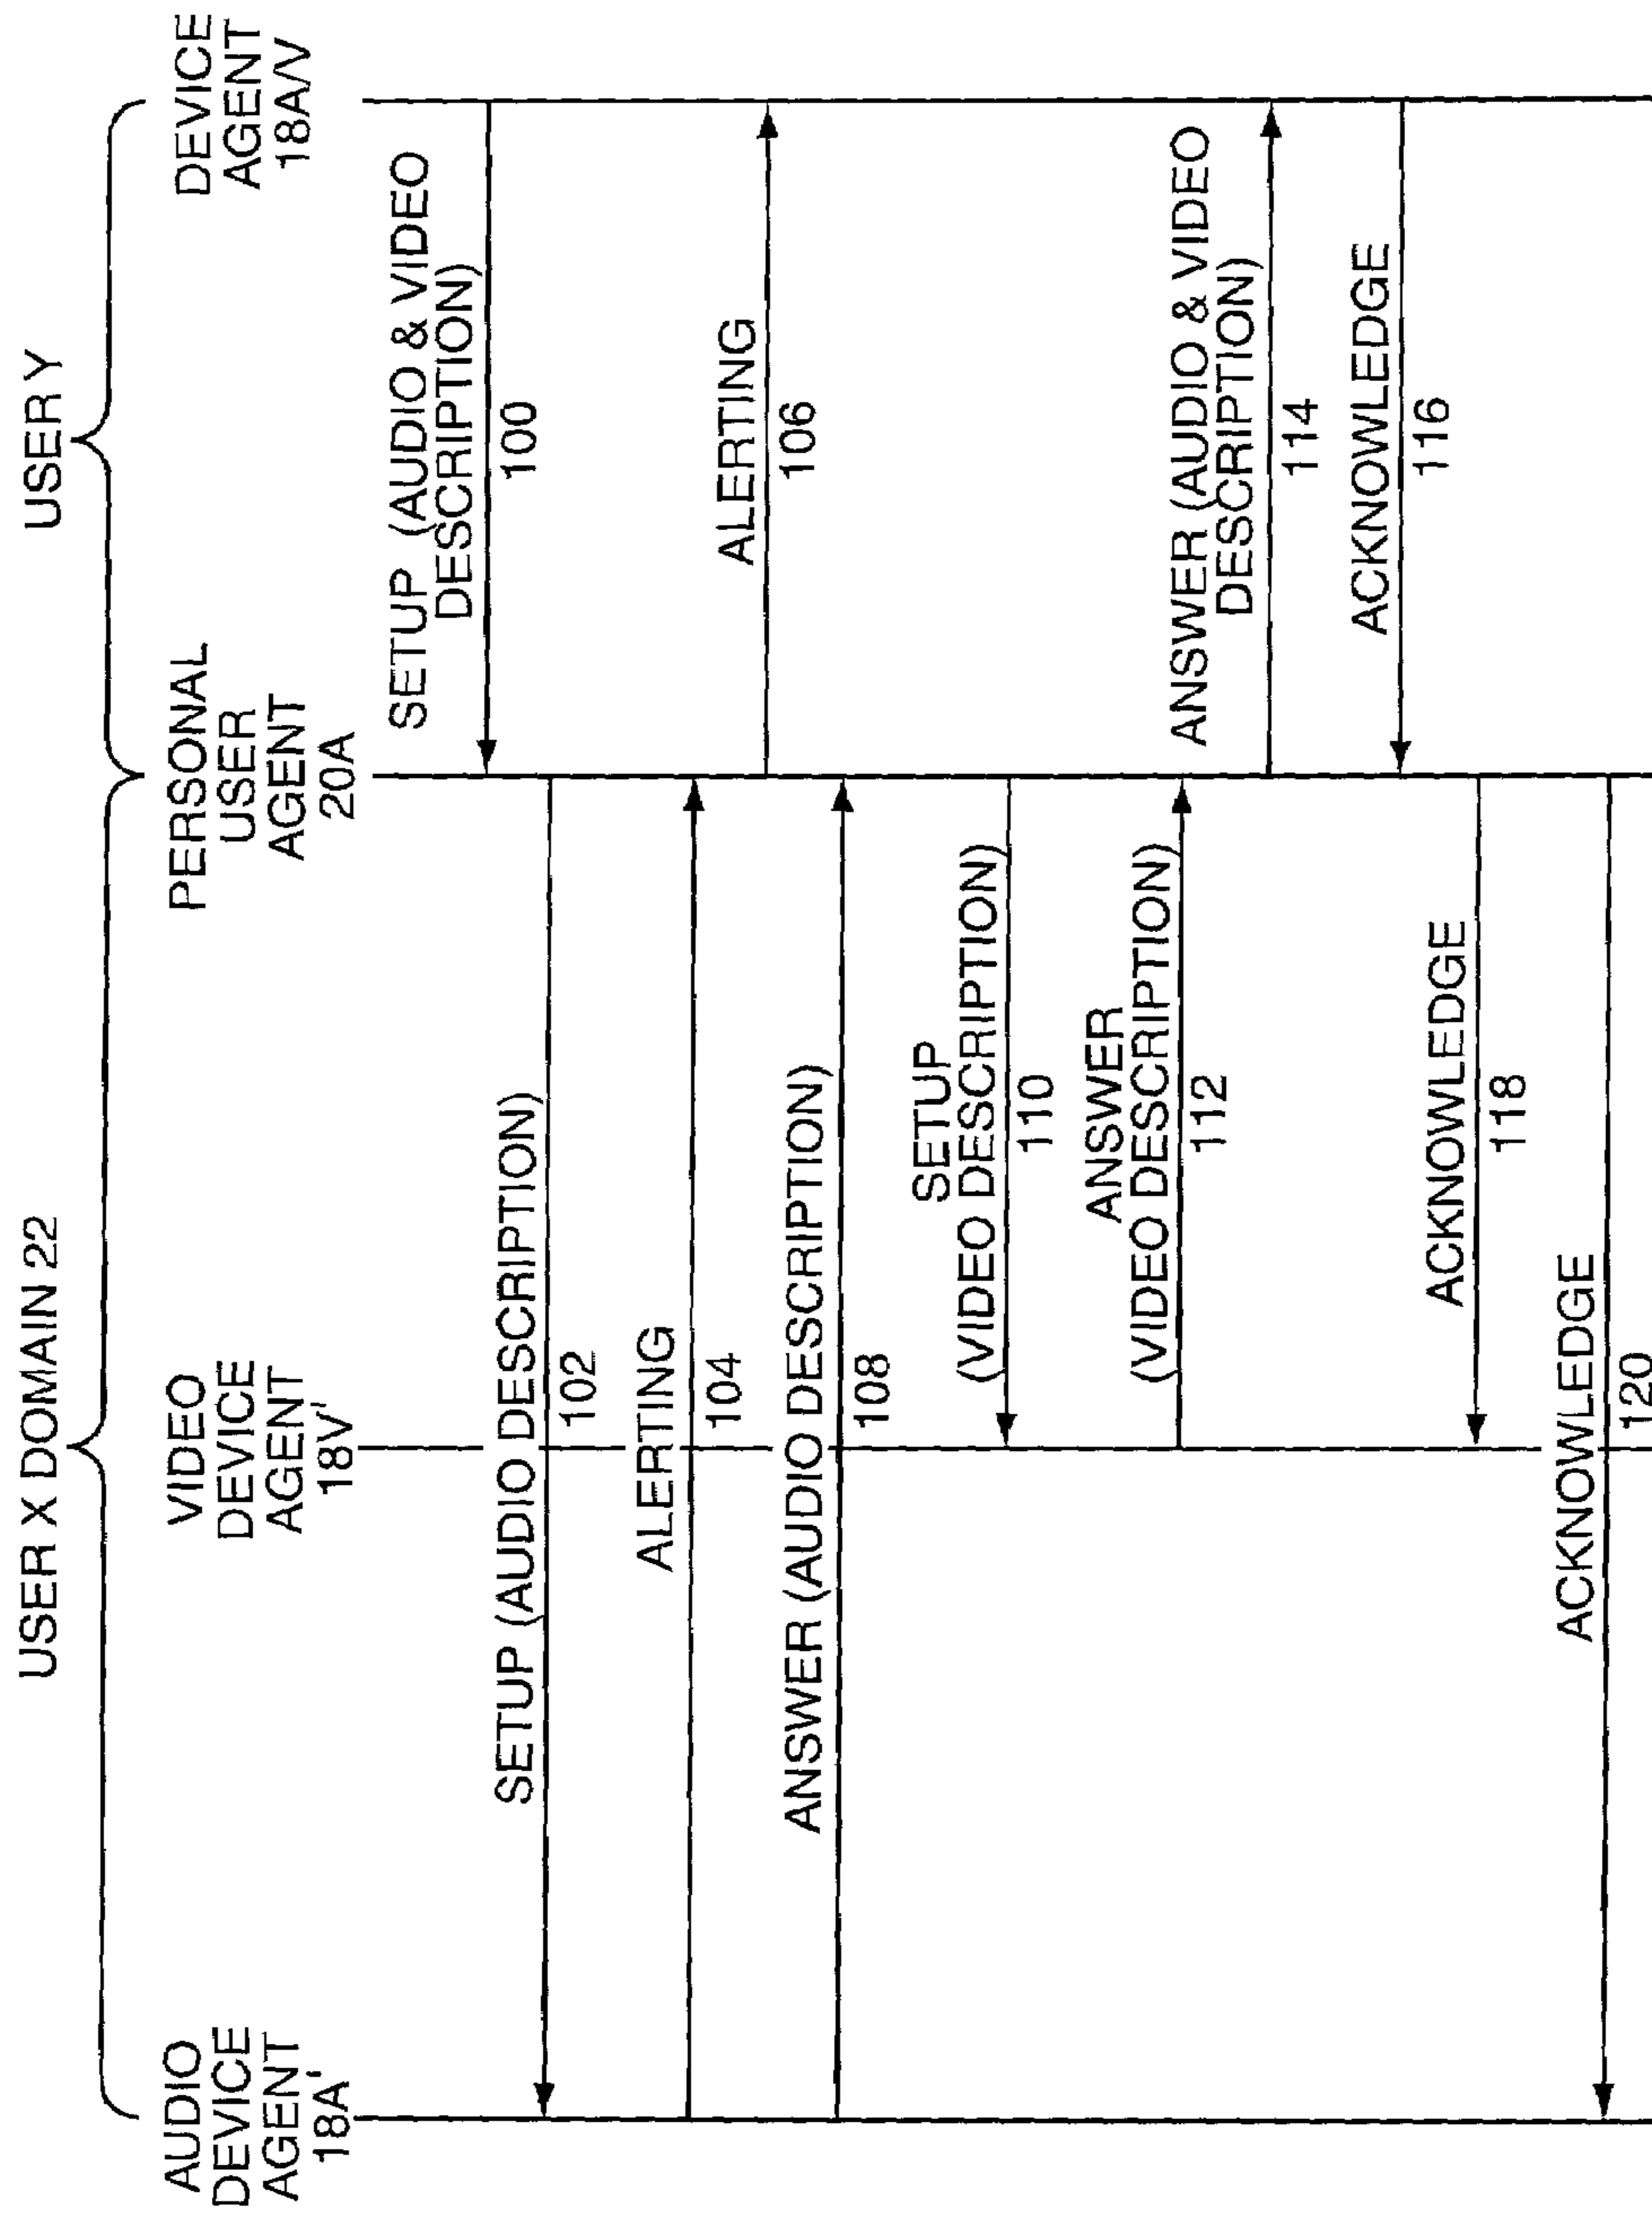 USER X DOMAIN 22
USER Y
AUDIO
DEVICE
AGENT
18A'
VIDEO
DEVICE
AGENT
18V'
PERSONAL
USER
AGENT
20A
DEVICE
AGENT
18A/V
SETUP (AUDIO & VIDEO
DESCRIPTION)
100
SETUP (AUDIO DESCRIPTION)
102
ALERTING
104
ALERTING
106
ANSWER (AUDIO DESCRIPTION)
108
SETUP
(VIDEO DESCRIPTION)
110
ANSWER
(VIDEO DESCRIPTION)
112
ANSWER (AUDIO & VIDEO
DESCRIPTION)
114
ACKNOWLEDGE
116
ACKNOWLEDGE
118
ACKNOWLEDGE
120